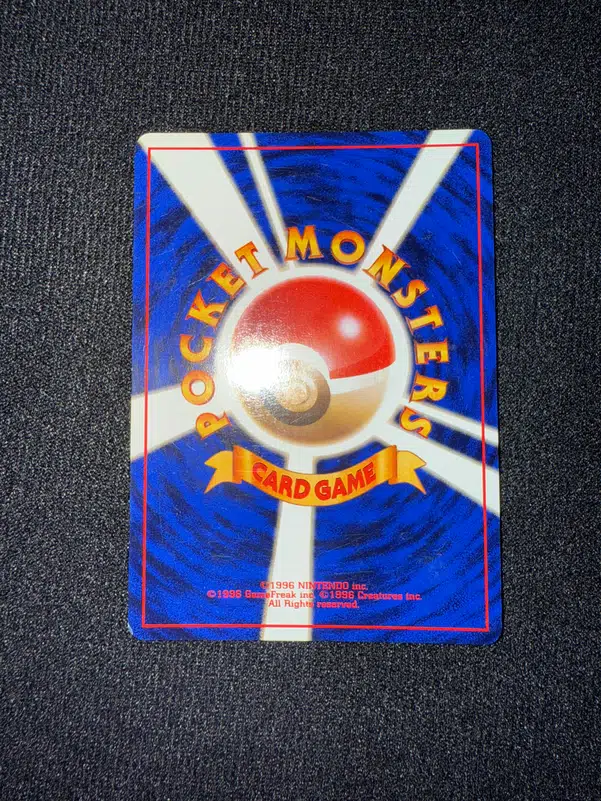 POCKET MONSTERS
CARD GAME
©1996 NINTENDO inc.
©1996 GameFreak inc. ©1996 Creatures inc.
All Rights reserved.